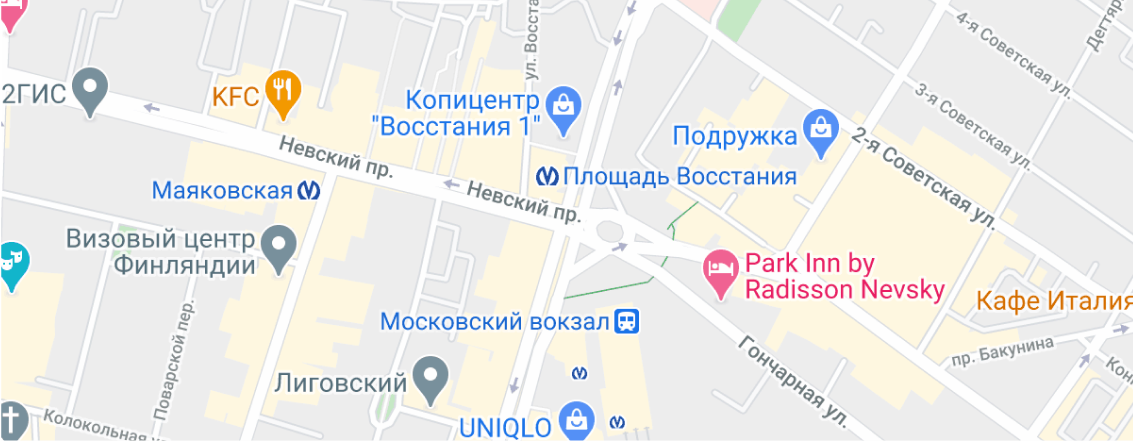 4-я Советская ул.
ул. Восста
2ГИС
KFC
Копицентр
"Восстания 1"
Подружка
3-я Советская ул.
2-я Советская ул.
Невский пр.
Площадь Восстания
Маяковская
Невский пр.
Визовый центр
Финляндии
Park Inn by
Radisson Nevsky
Кафе Италия
Московский вокзал
пр. Бакунина
Гончарная ул.
Поварской пер.
Лиговский
UNIQLO
Колокольная